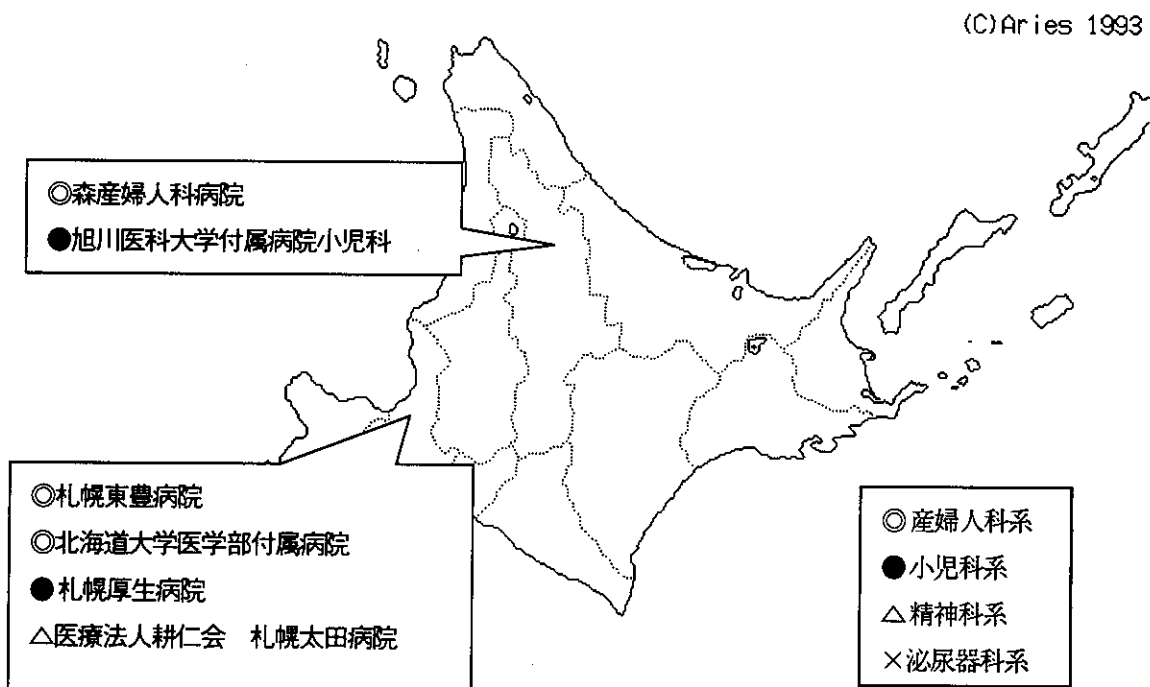 (C)Aries 1993
◎森産婦人科病院
●旭川医科大学付属病院小児科
◎札幌東豊病院
◎北海道大学医学部付属病院
●札幌厚生病院
△医療法人耕仁会 札幌太田病院
◎産婦人科系
●小児科系
△精神科系
×泌尿器科系